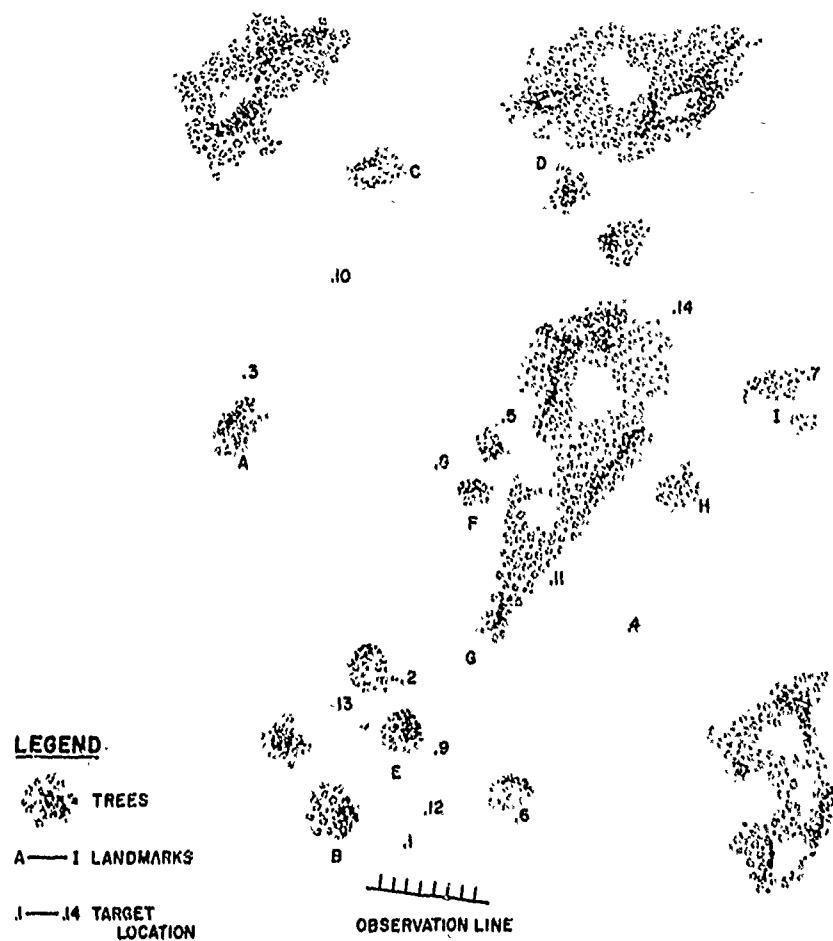 C
D
.10
.14
.3
.7
.5
I
A
.8
F
H
.11
.4
G
.2
.13
LEGEND
.9
E
TREES
.12
.6
.1
B
A — I LANDMARKS
.1 — .14 TARGET
LOCATION
OBSERVATION LINE